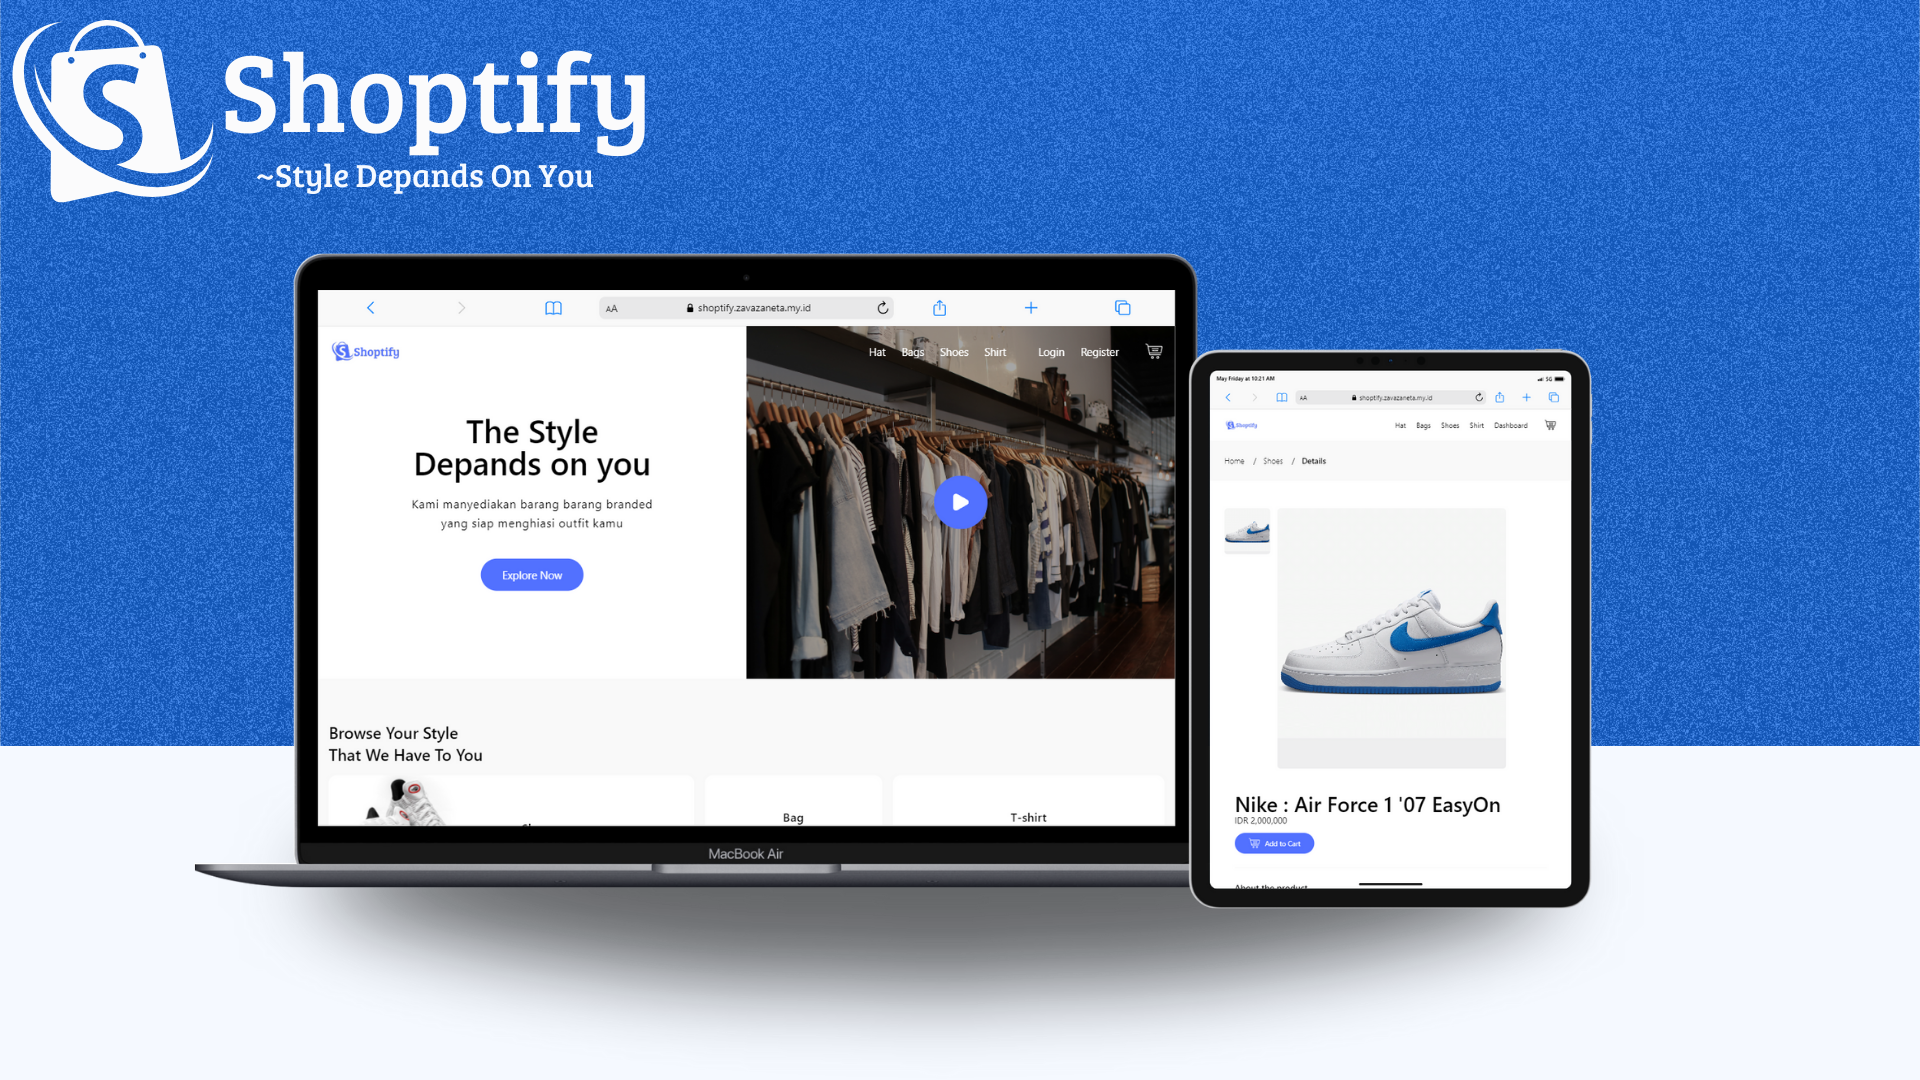 Shoptify
~Style Depands On You
AA
shoptify.zavazaneta.my.id
Shoptify
Hat Bags Shoes Shirt Login Register
The Style
Depands on you
Kami manyediakan barang barang branded
yang siap menghiasi outfit kamu
Explore Now
Browse Your Style
That We Have To You
Bag
T-shirt
MacBook Air
May Friday at 10:21 AM
5G
AA
shoptify.zavazaneta.my.id
Shoptify
Hat Bags Shoes Shirt Dashboard
Home / Shoes / Details
Nike : Air Force 1 '07 EasyOn
IDR 2,000,000
Add to Cart
About the product